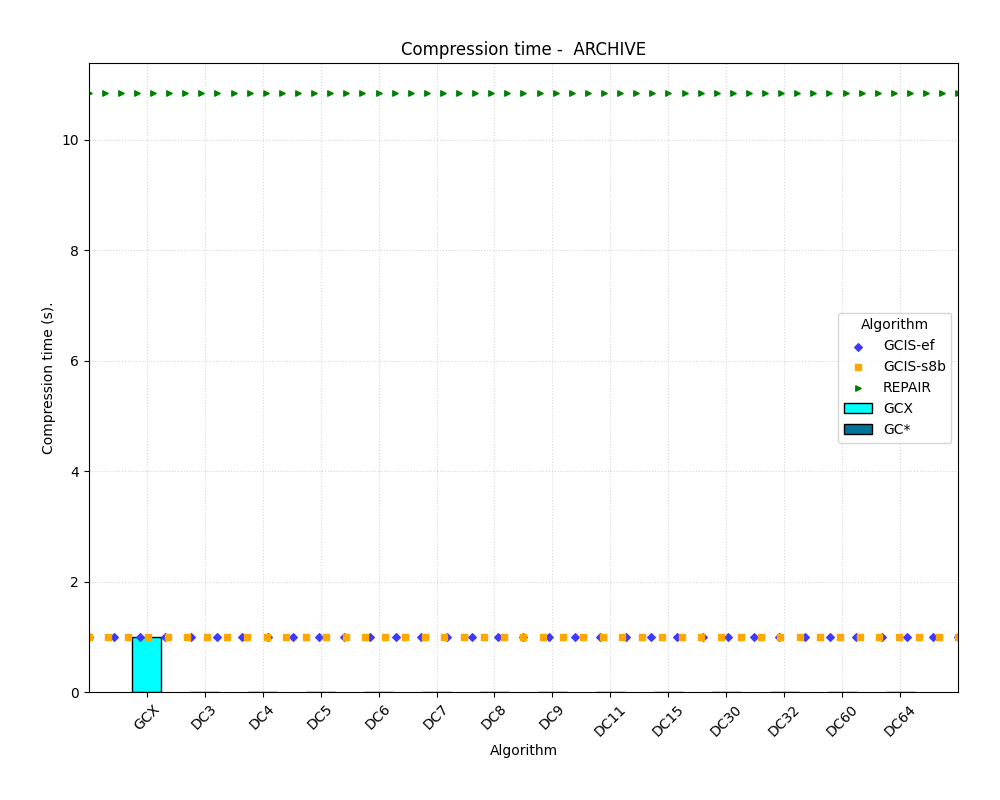 Compression time -  ARCHIVE
10
8
6
4
2
0
Compression time (s).
Algorithm
GCIS-ef
GCIS-s8b
REPAIR
GCX
GC*
GCX
DC3
DC4
DC5
DC6
DC7
DC8
DC9
DC11
DC15
DC30
DC32
DC60
DC64
Algorithm